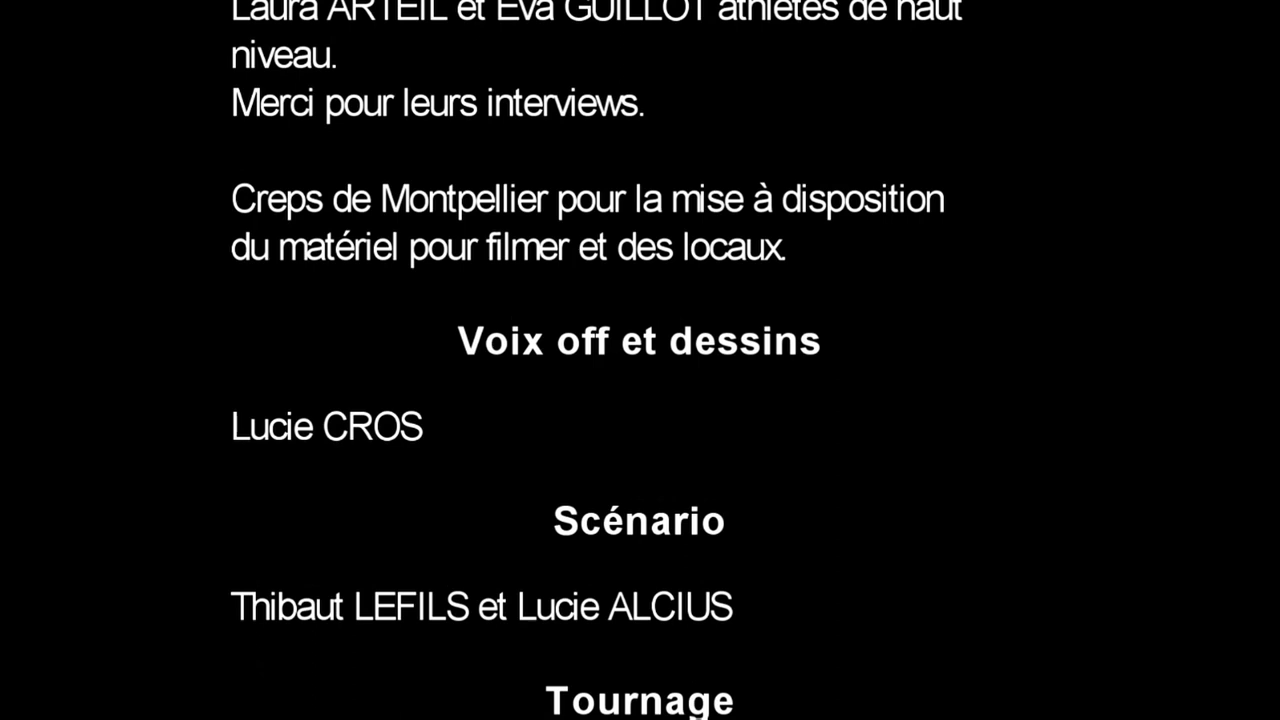 Laura ARTEIL et Eva GUILLOT athlètes de haut
niveau.
Merci pour leurs interviews.
Creps de Montpellier pour la mise à disposition
du matériel pour filmer et des locaux.
Voix off et dessins
Lucie CROS
Scénario
Thibaut LEFILS et Lucie ALCIUS
Tournage